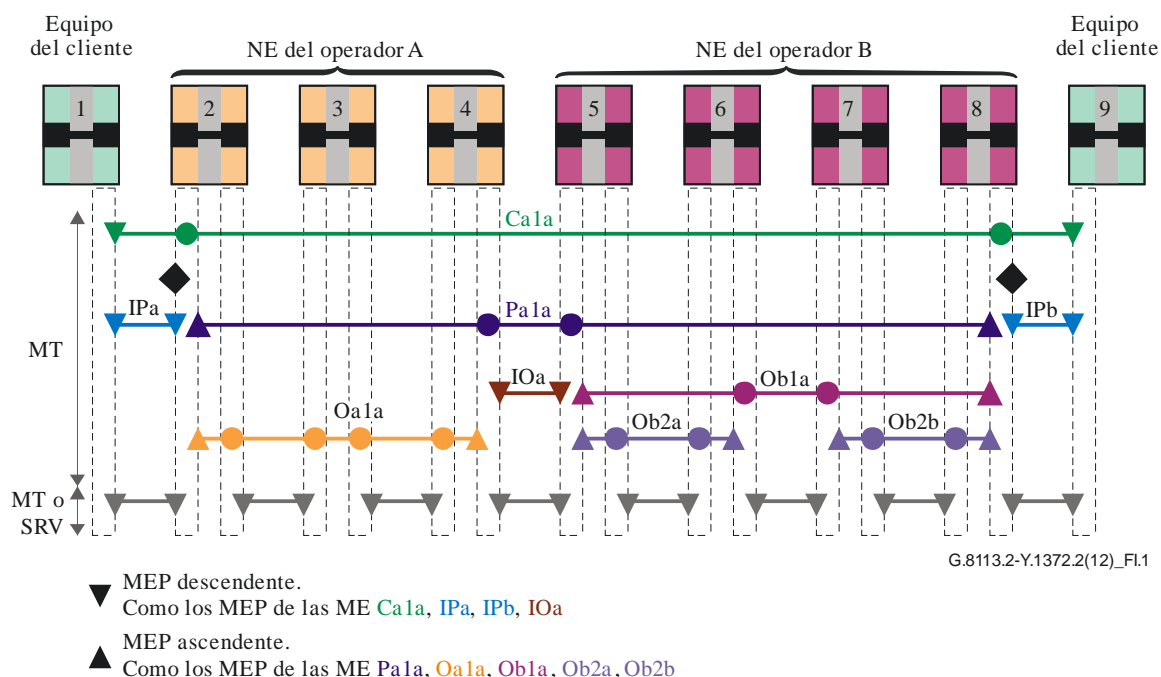 Equipo
del cliente
NE del operador A
NE del operador B
Equipo
del cliente
1
2
3
4
5
6
7
8
9
Ca1a
IPa
Pa1a
IPb
MT
IOa
Ob1a
Oa1a
Ob2a
Ob2b
MT o
SRV
G.8113.2-Y.1372.2(12)_FI.1
MEP descendente.
Como los MEP de las ME Ca1a, IPa, IPb, IOa
MEP ascendente.
Como los MEP de las ME Pa1a, Oa1a, Ob1a, Ob2a, Ob2b